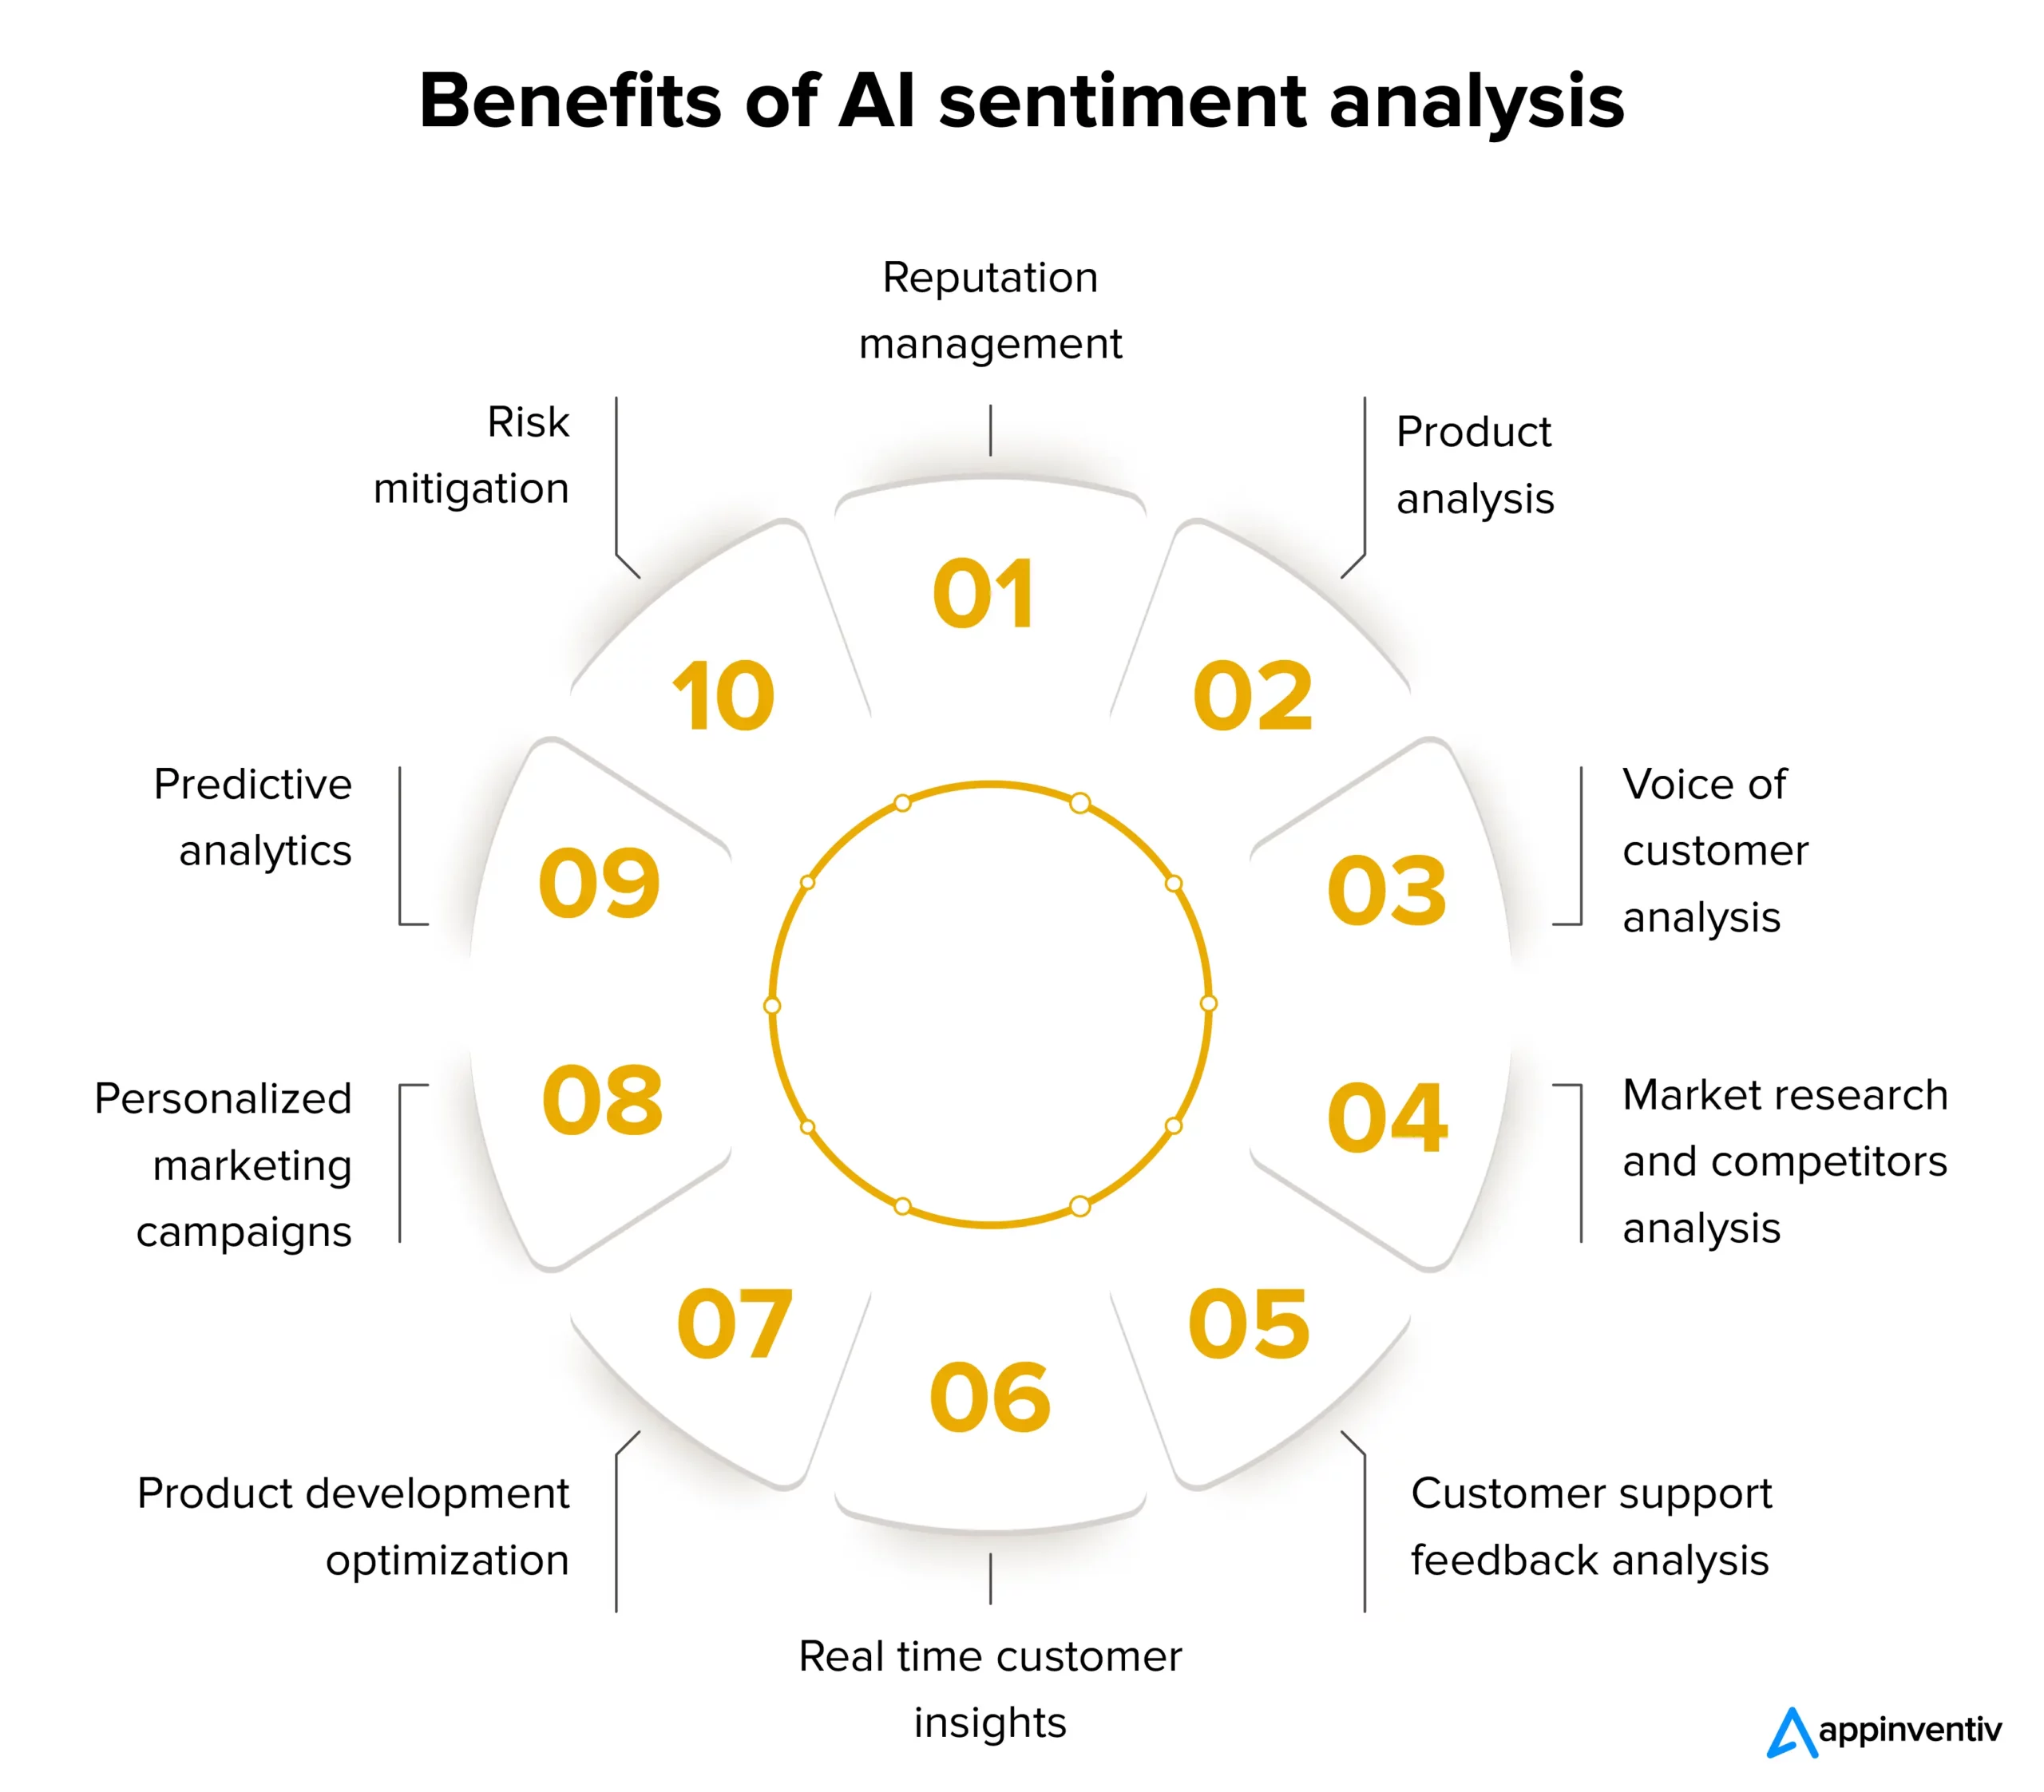 Benefits of AI sentiment analysis
Reputation
management
01
Product
analysis
02
Voice of
customer
analysis
03
Market research
and competitors
analysis
04
Customer support
feedback analysis
05
Real time customer
insights
06
Product development
optimization
07
Personalized
marketing
campaigns
08
Predictive
analytics
09
Risk
mitigation
10
appinventiv